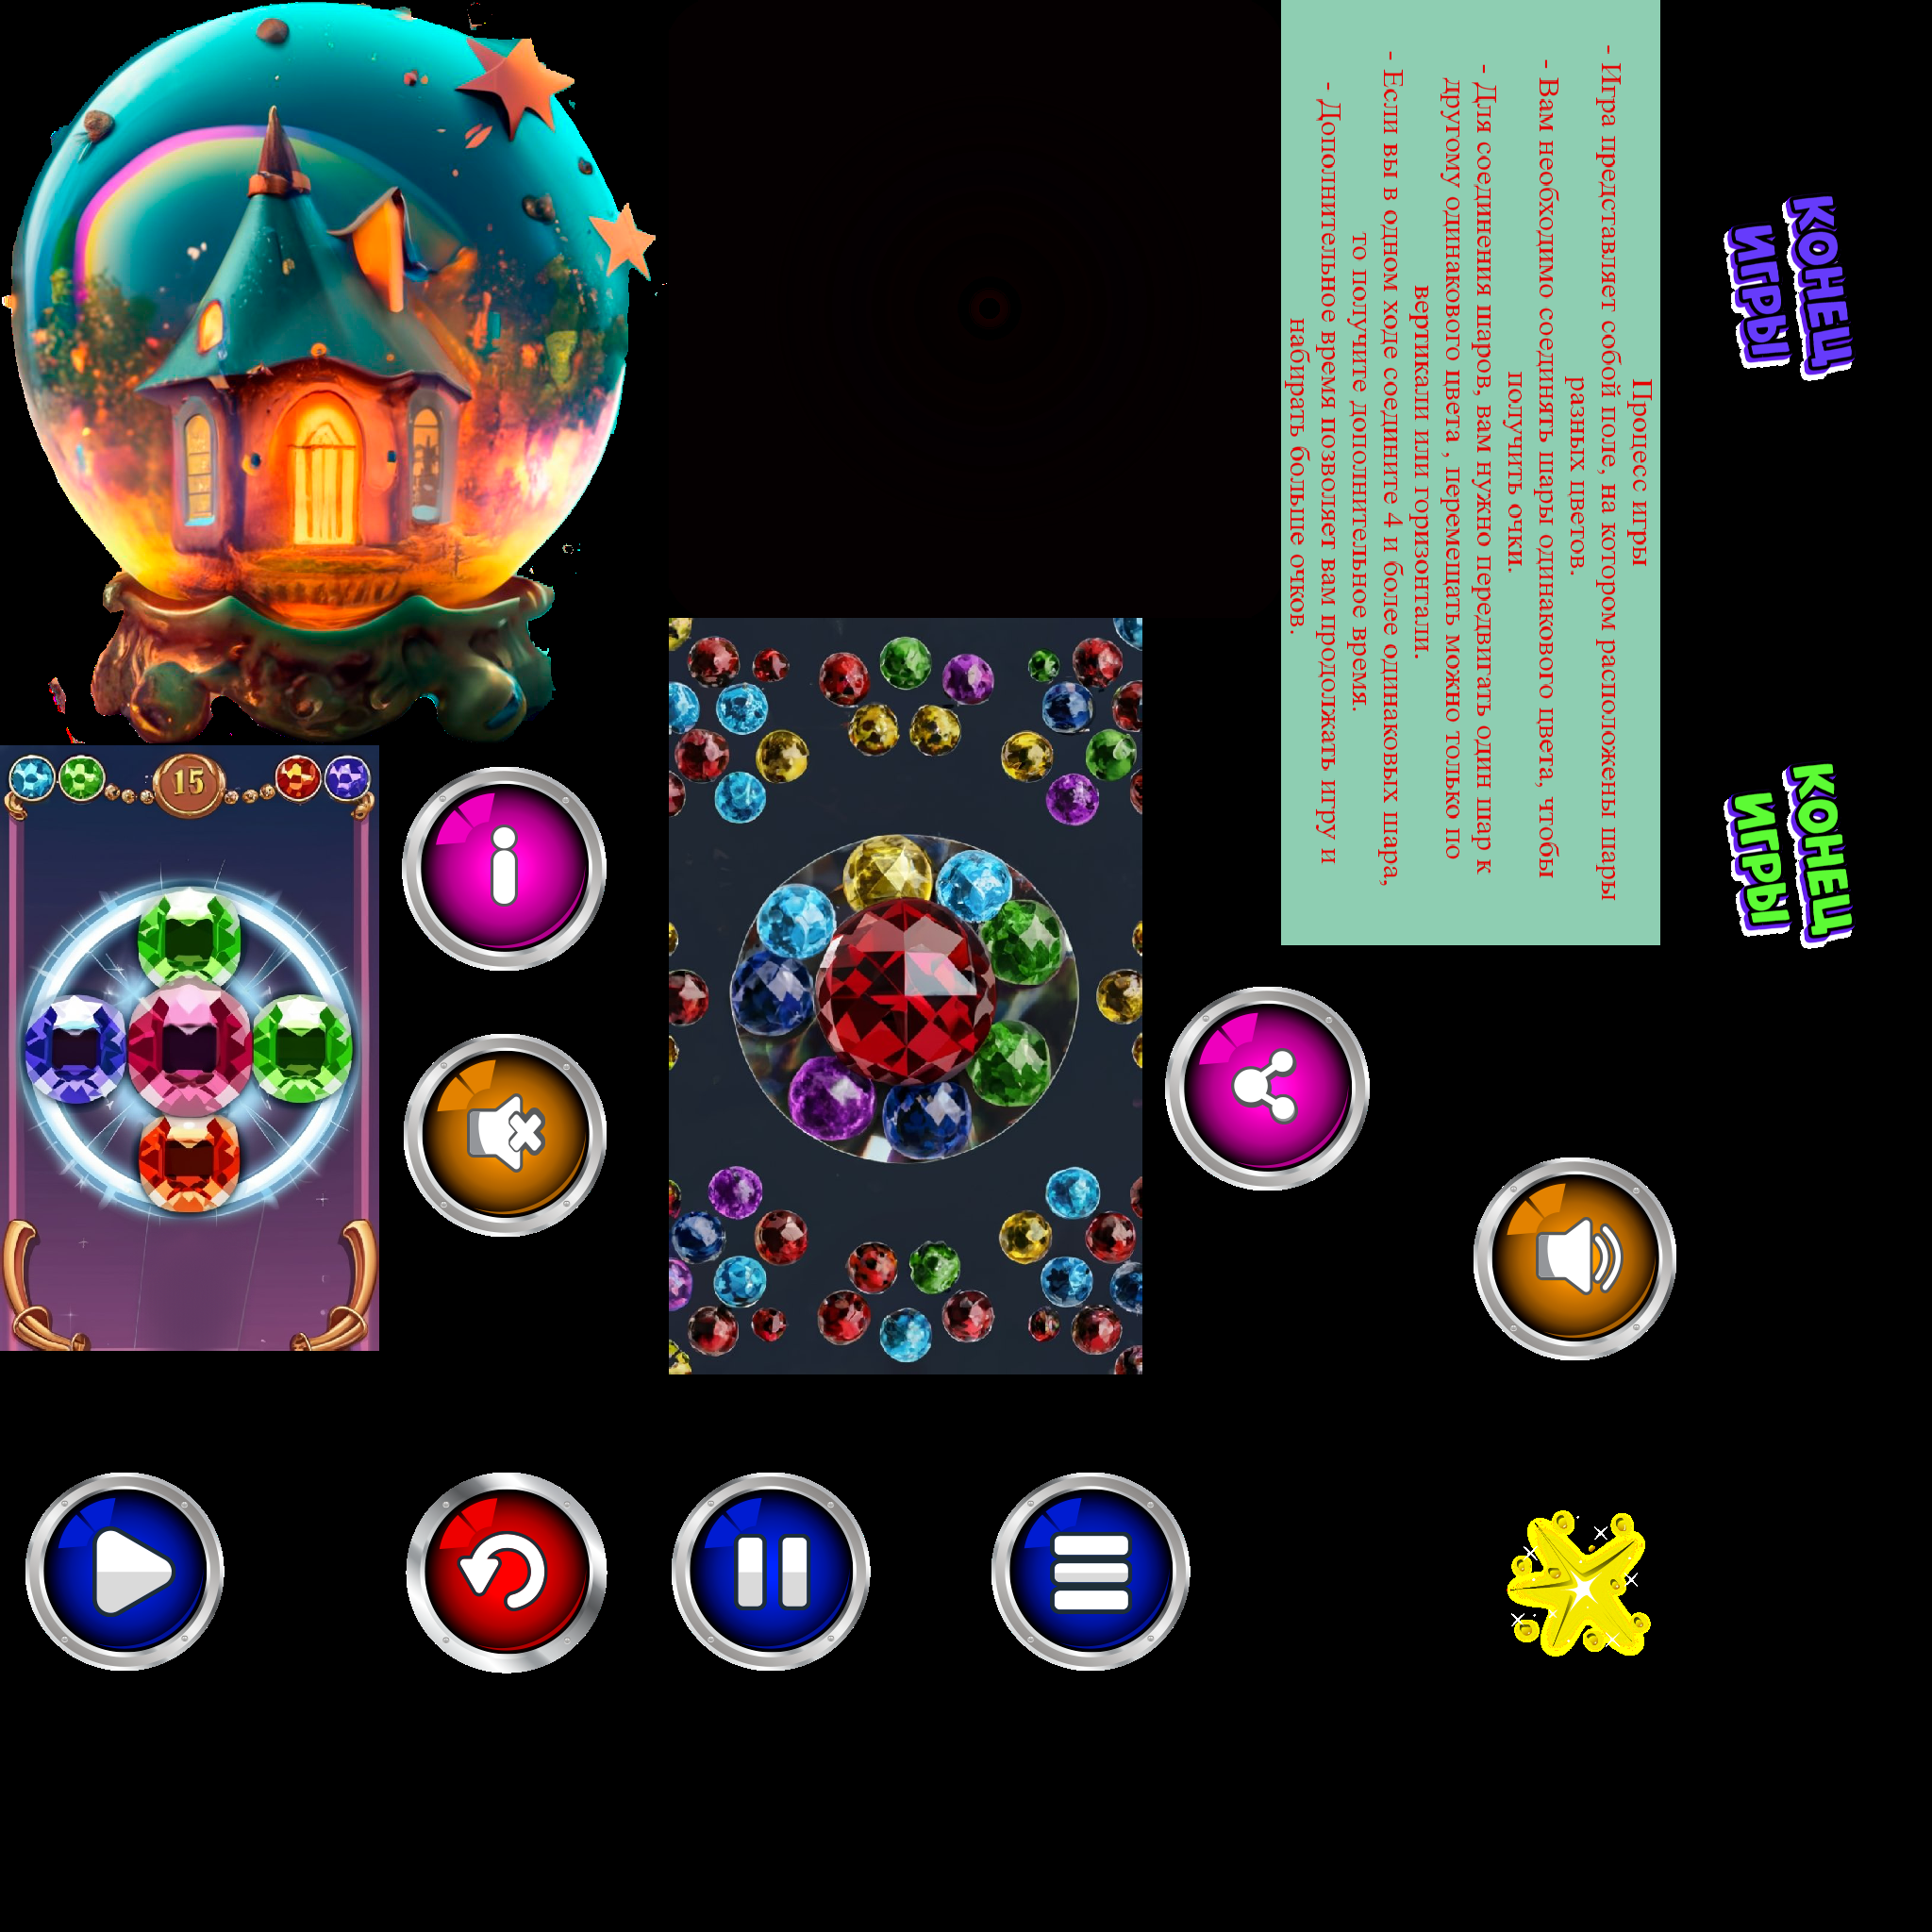 Процесс игры
- Игра представляет собой поле, на котором расположены шары
разных цветов.
- Вам необходимо соединять шары одинакового цвета, чтобы
получить очки.
- Для соединения шаров, вам нужно передвигать один шар к
другому одинакового цвета , перемещать можно только по
вертикали или горизонтали.
- Если вы в одном ходе соедините 4 и более одинаковых шара,
то получите дополнительное время.
- Дополнительное время позволяет вам продолжать игру и
набирать больше очков.
КОНЕЦ
ИГРЫ
КОНЕЦ
ИГРЫ
15